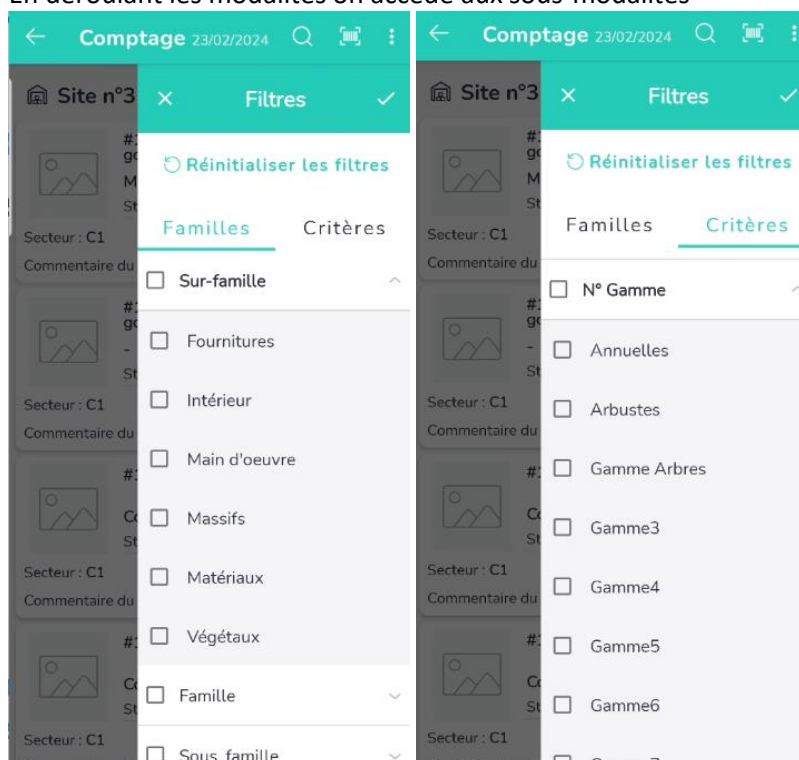 En déroulant les modalités on accède aux sous-modalités
Comptage 23/02/2024
Site n°3
Filtres
Réinitialiser les filtres
Familles Critères
Sur-famille
Fournitures
Intérieur
Main d'oeuvre
Massifs
Matériaux
Végétaux
Famille
Sous famille
Secteur : C1
Commentaire du
Secteur : C1
Commentaire du
Secteur : C1
Commentaire du
Secteur : C1
Comptage 23/02/2024
Site n°3
Filtres
Réinitialiser les filtres
Familles Critères
N° Gamme
Annuelles
Arbustes
Gamme Arbres
Gamme3
Gamme4
Gamme5
Gamme6
Secteur : C1
Commentaire du
Secteur : C1
Commentaire du
Secteur : C1
Commentaire du
Secteur : C1